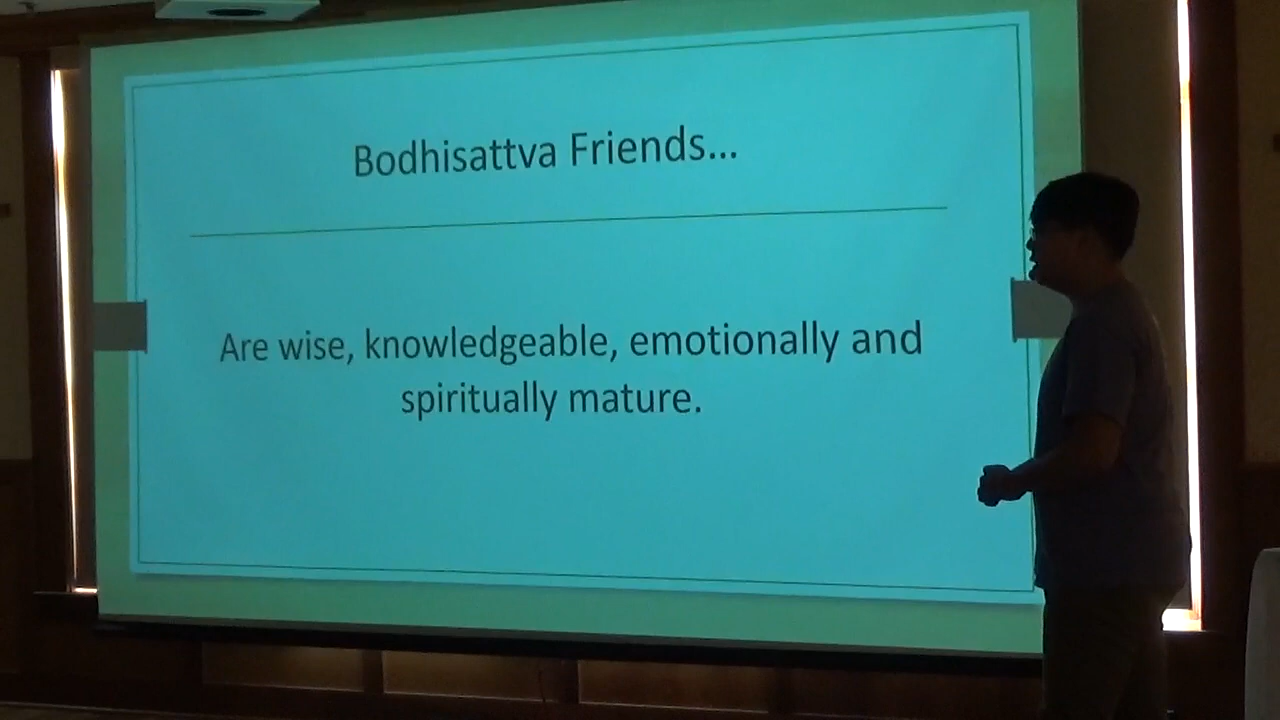 Bodhisattva Friends...
Are wise, knowledgeable, emotionally and
spiritually mature.